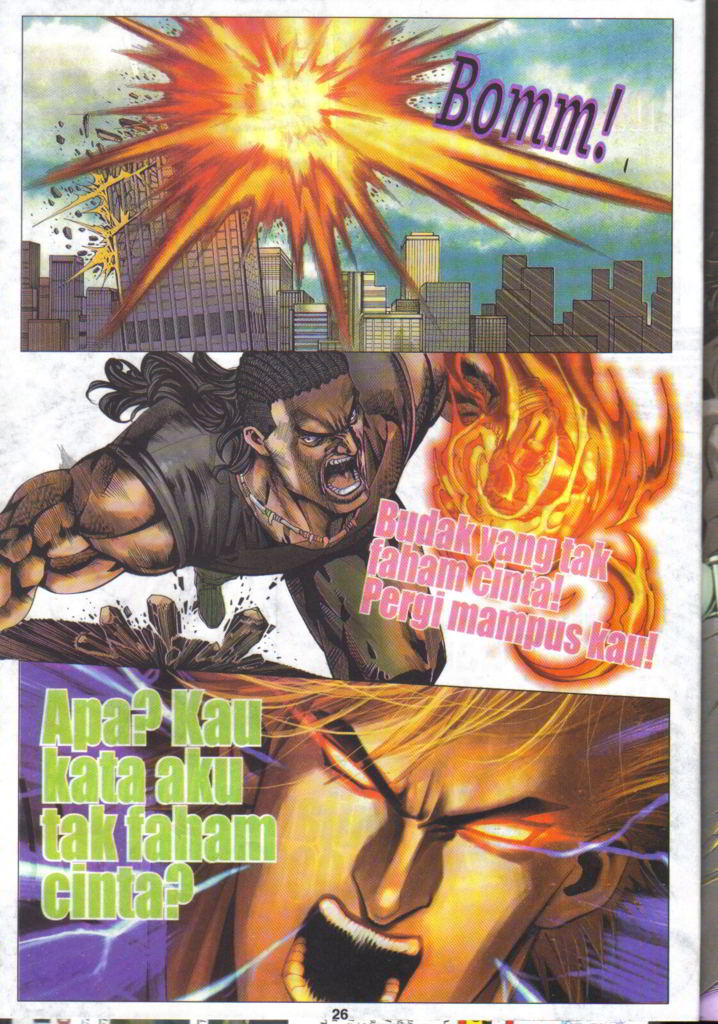 Bomm!
Budak yang tak
faham cinta!
Pergi mampus kau!
Apa? Kau
kata aku
tak faham
cinta?
26